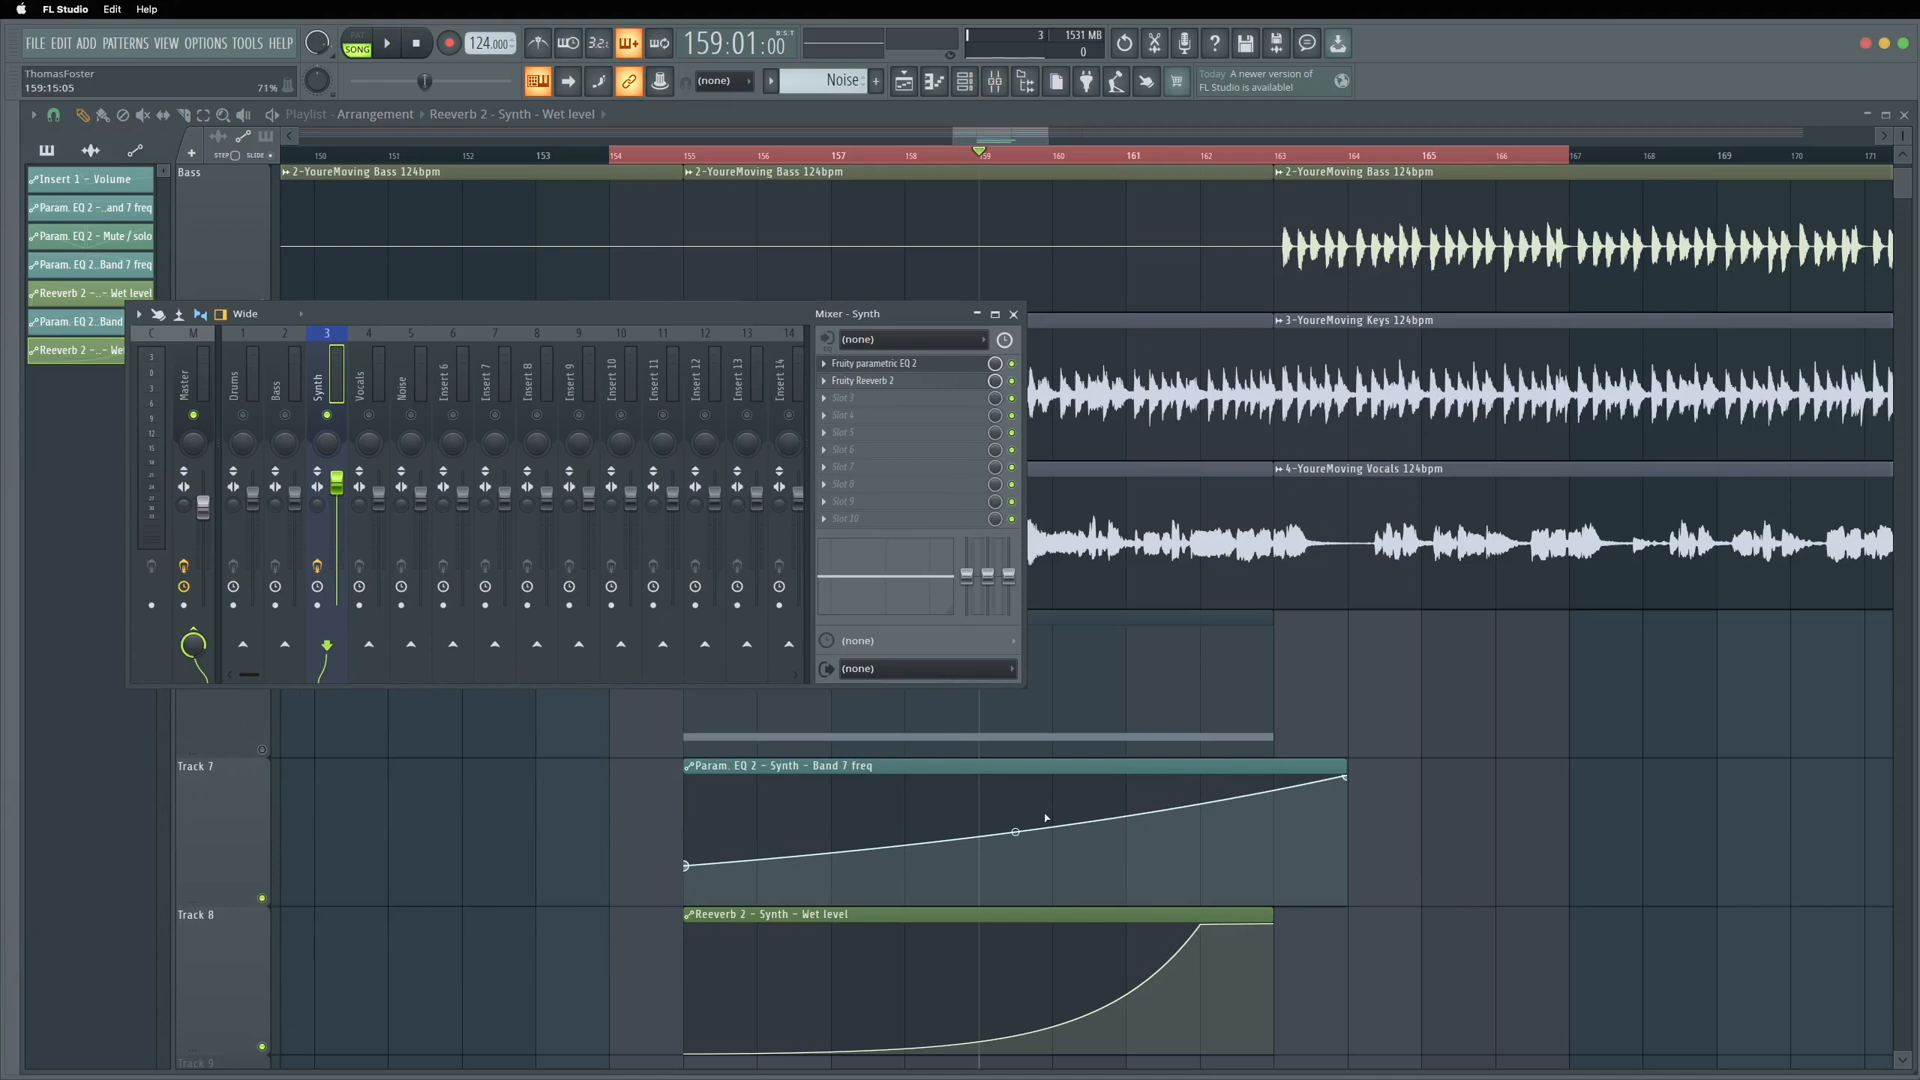 FL Studio Edit Help
FILE EDIT ADD PATTERNS VIEW OPTIONS TOOLS HELP
PAT
SONG
124.000
3.2
159:01:00
B:S:T
3
1531 MB
0
ThomasFoster
159:15:05
71%
(none)
Noise
Today A newer version of
FL Studio is available!
Playlist - Arrangement Reeverb 2 - Synth - Wet level
STEP SLIDE
150 151 152 153 154 155 156 157 158 159 160 161 162 163 164 165 166 167 168 169 170 171
Insert 1 - Volume
Param. EQ 2 - ..and 7 freq
Param. EQ 2 - Mute / solo
Param. EQ 2..Band 7 freq
Reeverb 2 -..- Wet level
Param. EQ 2..Band
Reeverb 2 -..- We
Bass
2-YoureMoving Bass 124bpm
2-YoureMoving Bass 124bpm
2-YoureMoving Bass 124bpm
3-YoureMoving Keys 124bpm
4-YoureMoving Vocals 124bpm
Wide
C M 1 2 3 4 5 6 7 8 9 10 11 12 13 14
Master
Drums
Bass
Synth
Vocals
Noise
Insert 6
Insert 7
Insert 8
Insert 9
Insert 10
Insert 11
Insert 12
Insert 13
Insert 14
Mixer - Synth
(none)
Fruity parametric EQ 2
Fruity Reeverb 2
Slot 3
Slot 4
Slot 5
Slot 6
Slot 7
Slot 8
Slot 9
Slot 10
(none)
(none)
Track 7
Param. EQ 2 - Synth - Band 7 freq
Track 8
Reeverb 2 - Synth - Wet level
Track 9